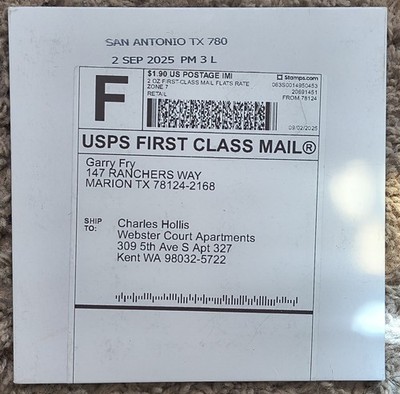 SAN ANTONIO TX 780
2 SEP 2025 PM 3 L
F
$1.90 US POSTAGE IMI
2 OZ FIRST-CLASS MAIL FLATS RATE
ZONE 7
RETAIL
Stamps.com
20691451
FROM 78124
09/02/2025
USPS FIRST CLASS MAIL®
Garry Fry
147 RANCHERS WAY
MARION TX 78124-2168
SHIP TO:
Charles Hollis
Webster Court Apartments
309 5th Ave S Apt 327
Kent WA 98032-5722